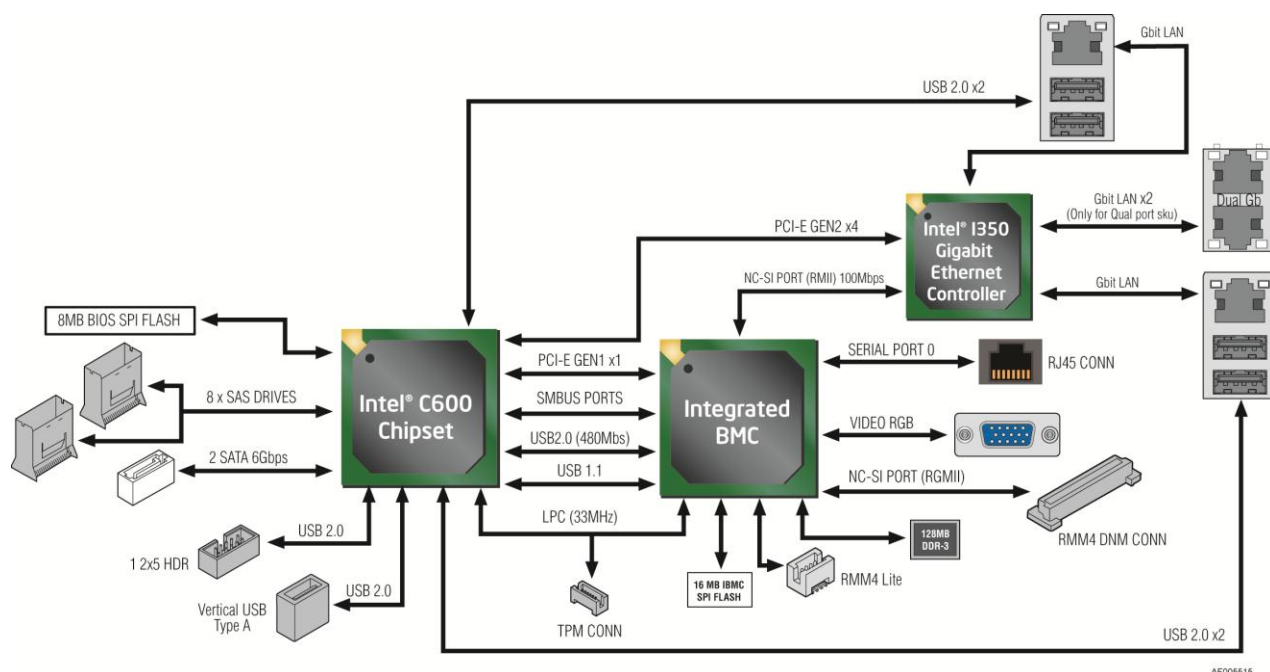 Gbit LAN
USB 2.0 x2
Dual Gb
Gbit LAN x2
(Only for Qual port sku)
PCI-E GEN2 x4
Intel® I350
Gigabit
Ethernet
Controller
NC-SI PORT (RMII) 100Mbps
Gbit LAN
8MB BIOS SPI FLASH
PCI-E GEN1 x1
SERIAL PORT 0
RJ45 CONN
8 x SAS DRIVES
Intel® C600
Chipset
SMBUS PORTS
Integrated
BMC
VIDEO RGB
USB2.0 (480Mbs)
2 SATA 6Gbps
USB 1.1
NC-SI PORT (RGMII)
LPC (33MHz)
USB 2.0
1 2x5 HDR
128MB
DDR-3
RMM4 DNM CONN
16 MB IBMC
SPI FLASH
RMM4 Lite
USB 2.0
Vertical USB
Type A
TPM CONN
USB 2.0 x2
AF005515